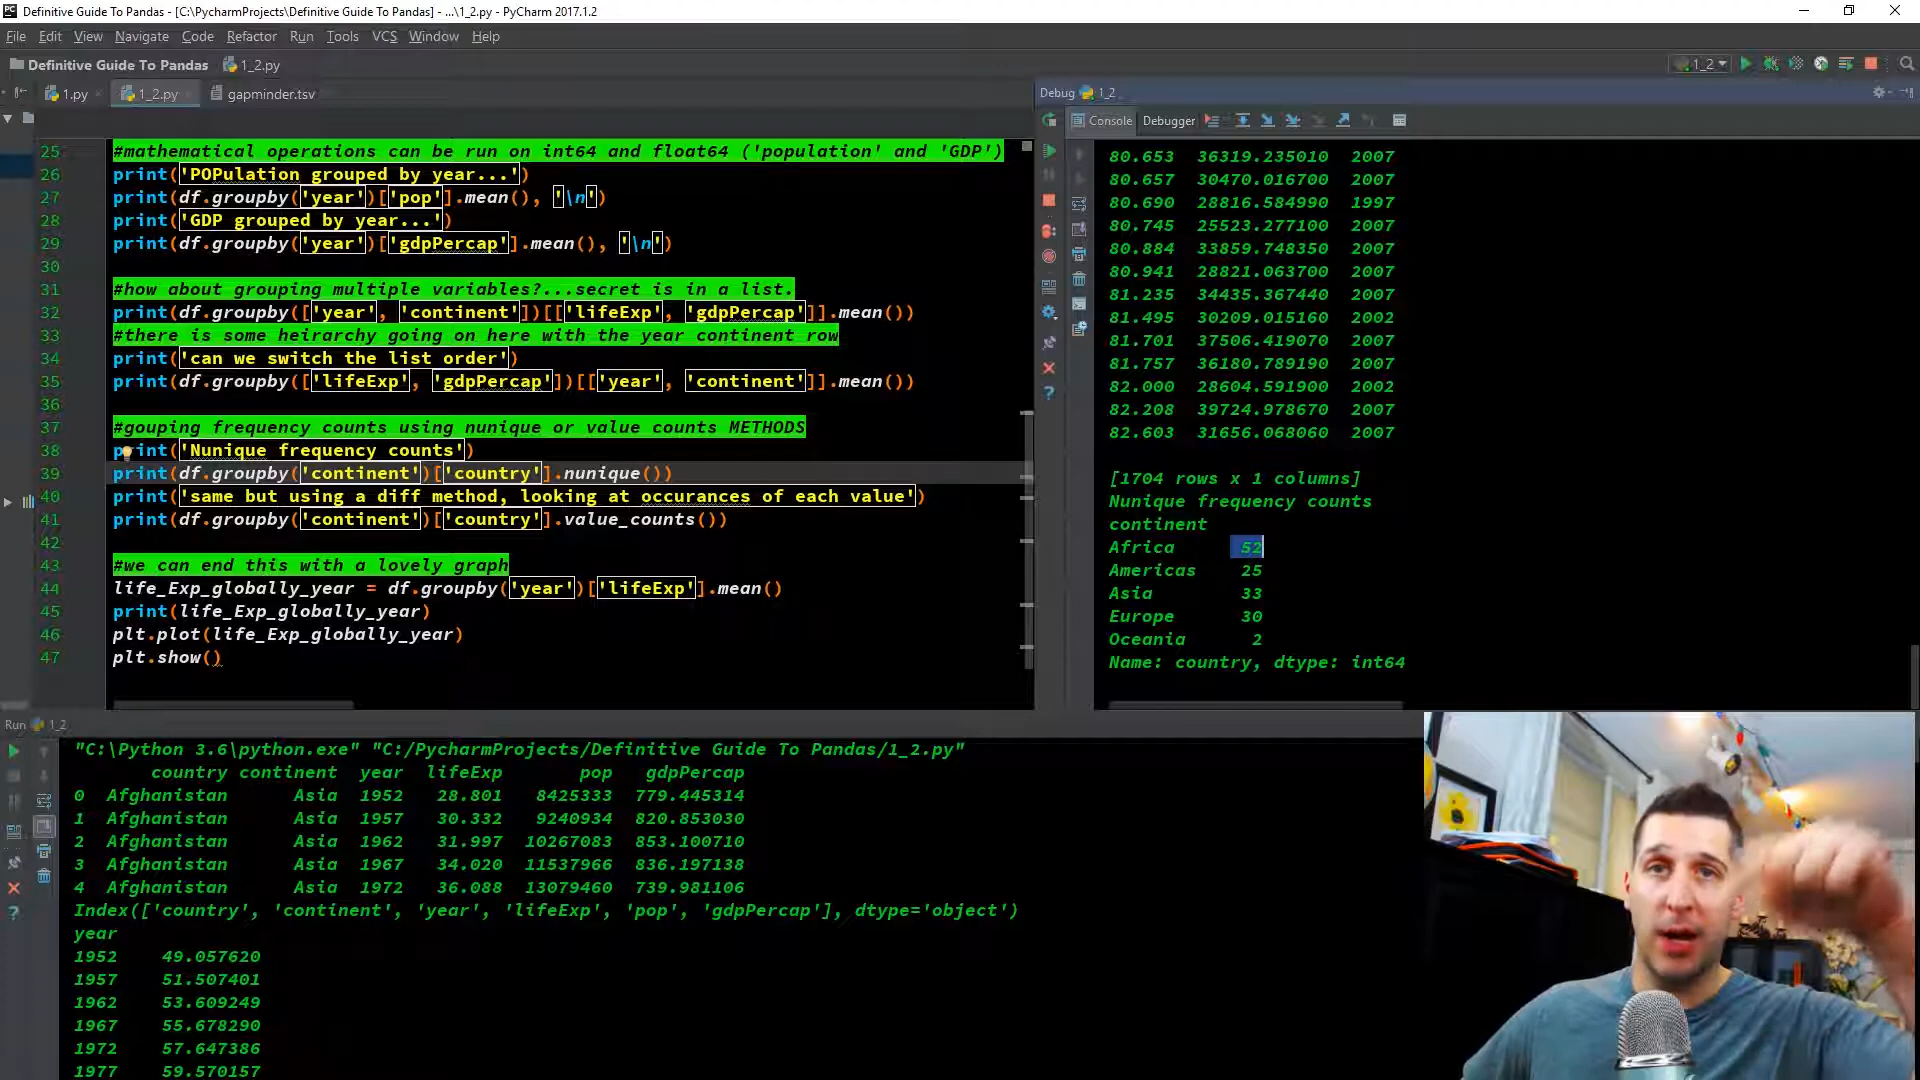 Definitive Guide To Pandas - [C:\PycharmProjects\Definitive Guide To Pandas] - ...\1_2.py - PyCharm 2017.1.2
File Edit View Navigate Code Refactor Run Tools VCS Window Help
Definitive Guide To Pandas 1_2.py
1_2
1.py 1_2.py gapminder.tsv
25 #mathematical operations can be run on int64 and float64 ('population' and 'GDP')
26 print('POPulation grouped by year...')
27 print(df.groupby('year')['pop'].mean(), '\n')
28 print('GDP grouped by year...')
29 print(df.groupby('year')['gdpPercap'].mean(), '\n')
30
31 #how about grouping multiple variables?...secret is in a list.
32 print(df.groupby(['year', 'continent'])[['lifeExp', 'gdpPercap']].mean())
33 #there is some heirarchy going on here with the year continent row
34 print('can we switch the list order')
35 print(df.groupby(['lifeExp', 'gdpPercap'])[['year', 'continent']].mean())
36
37 #gouping frequency counts using nunique or value counts METHODS
38 print('Nunique frequency counts')
39 print(df.groupby('continent')['country'].nunique())
40 print('same but using a diff method, looking at occurances of each value')
41 print(df.groupby('continent')['country'].value_counts())
42
43 #we can end this with a lovely graph
44 life_Exp_globally_year = df.groupby('year')['lifeExp'].mean()
45 print(life_Exp_globally_year)
46 plt.plot(life_Exp_globally_year)
47 plt.show()
Debug 1_2
Console Debugger
80.653 36319.235010 2007
80.657 30470.016700 2007
80.690 28816.584990 1997
80.745 25523.277100 2007
80.884 33859.748350 2007
80.941 28821.063700 2007
81.235 34435.367440 2007
81.495 30209.015160 2002
81.701 37506.419070 2007
81.757 36180.789190 2007
82.000 28604.591900 2002
82.208 39724.978670 2007
82.603 31656.068060 2007
[1704 rows x 1 columns]
Nunique frequency counts
continent
Africa 52
Americas 25
Asia 33
Europe 30
Oceania 2
Name: country, dtype: int64
Run 1_2
"C:\Python 3.6\python.exe" "C:/PycharmProjects/Definitive Guide To Pandas/1_2.py"
country continent year lifeExp pop gdpPercap
0 Afghanistan Asia 1952 28.801 8425333 779.445314
1 Afghanistan Asia 1957 30.332 9240934 820.853030
2 Afghanistan Asia 1962 31.997 10267083 853.100710
3 Afghanistan Asia 1967 34.020 11537966 836.197138
4 Afghanistan Asia 1972 36.088 13079460 739.981106
Index(['country', 'continent', 'year', 'lifeExp', 'pop', 'gdpPercap'], dtype='object')
year
1952 49.057620
1957 51.507401
1962 53.609249
1967 55.678290
1972 57.647386
1977 59.570157